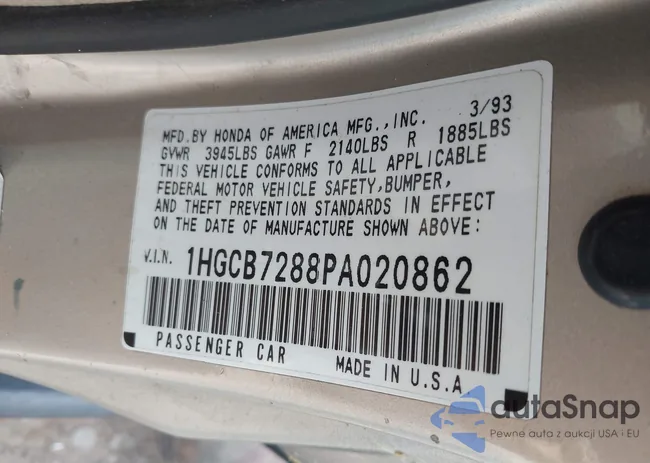 3/93
MFD.BY HONDA OF AMERICA MFG.,INC.
GVWR 3945LBS GAWR F 2140LBS R 1885LBS
THIS VEHICLE CONFORMS TO ALL APPLICABLE
FEDERAL MOTOR VEHICLE SAFETY,BUMPER,
AND THEFT PREVENTION STANDARDS IN EFFECT
ON THE DATE OF MANUFACTURE SHOWN ABOVE:
V.I.N. 1HGCB7288PA020862
PASSENGER CAR MADE IN U.S.A
autoSnap
Pewne auta z aukcji USA i EU